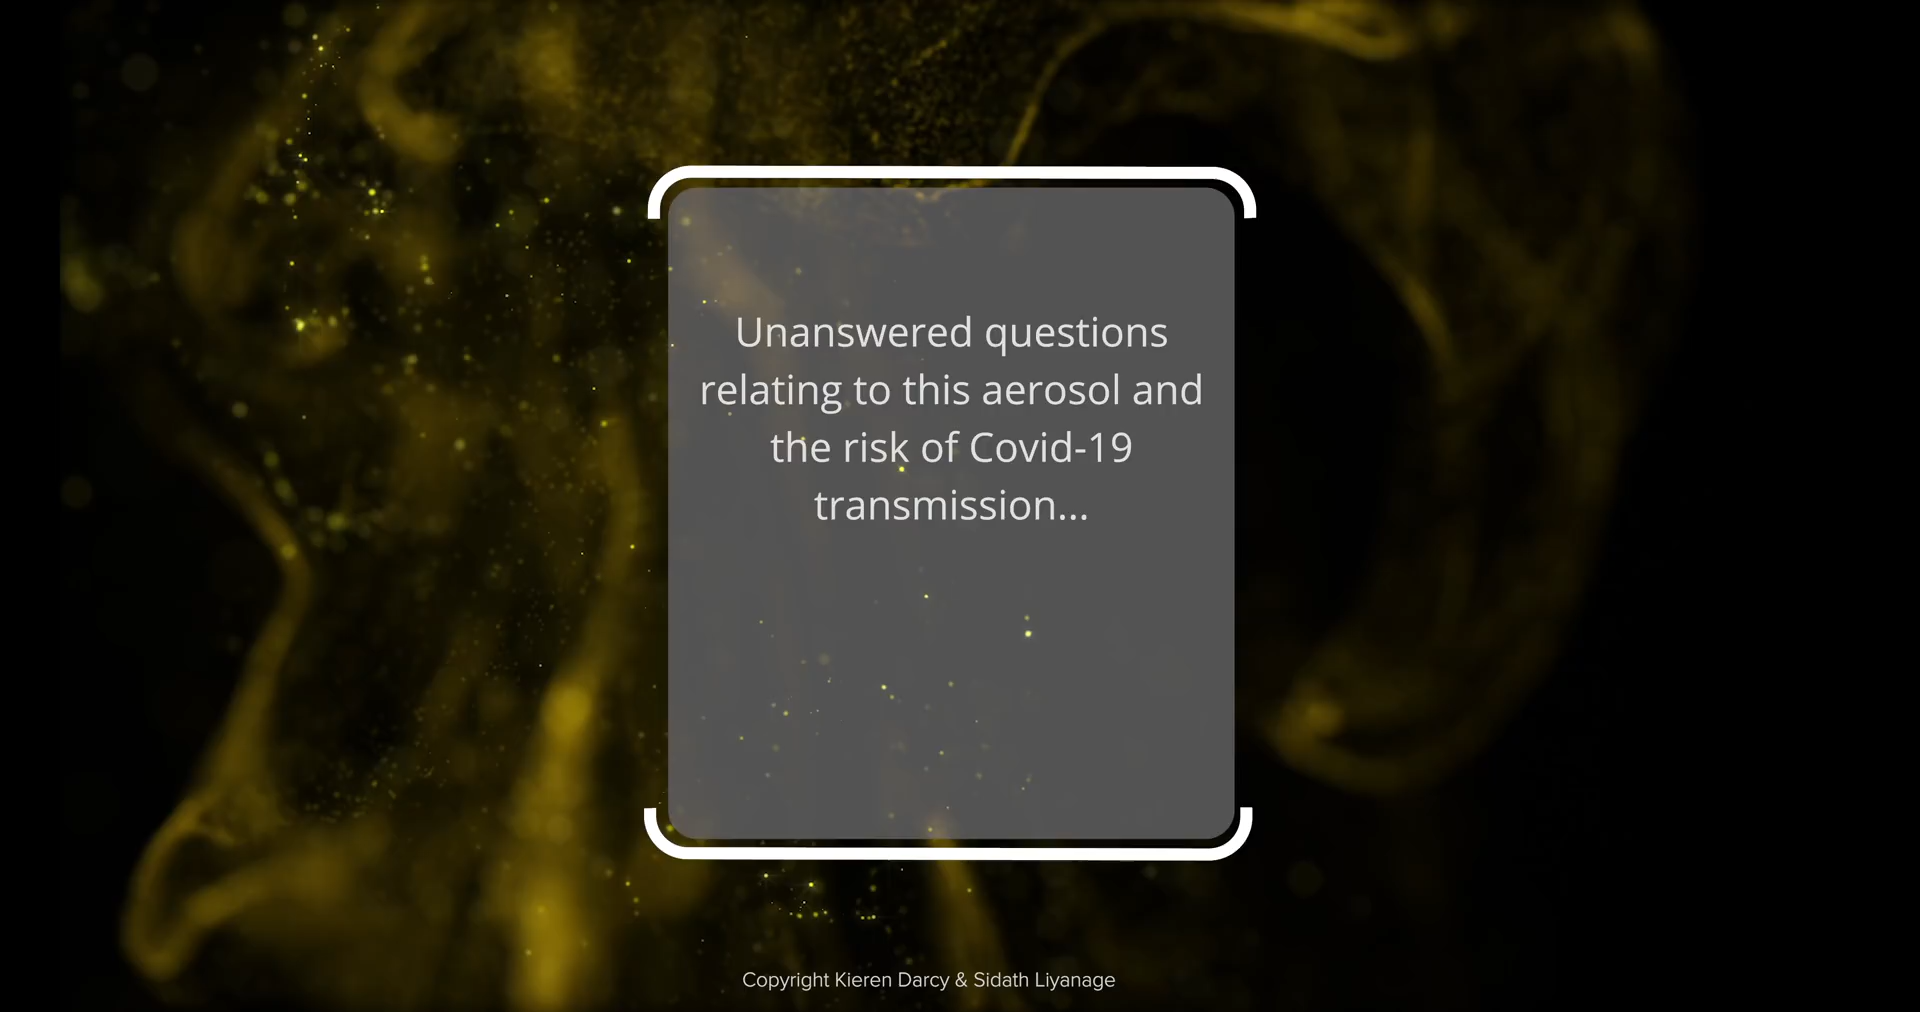 Unanswered questions
relating to this aerosol and
the risk of Covid-19
transmission...
Copyright Kieren Darcy & Sidath Liyanage